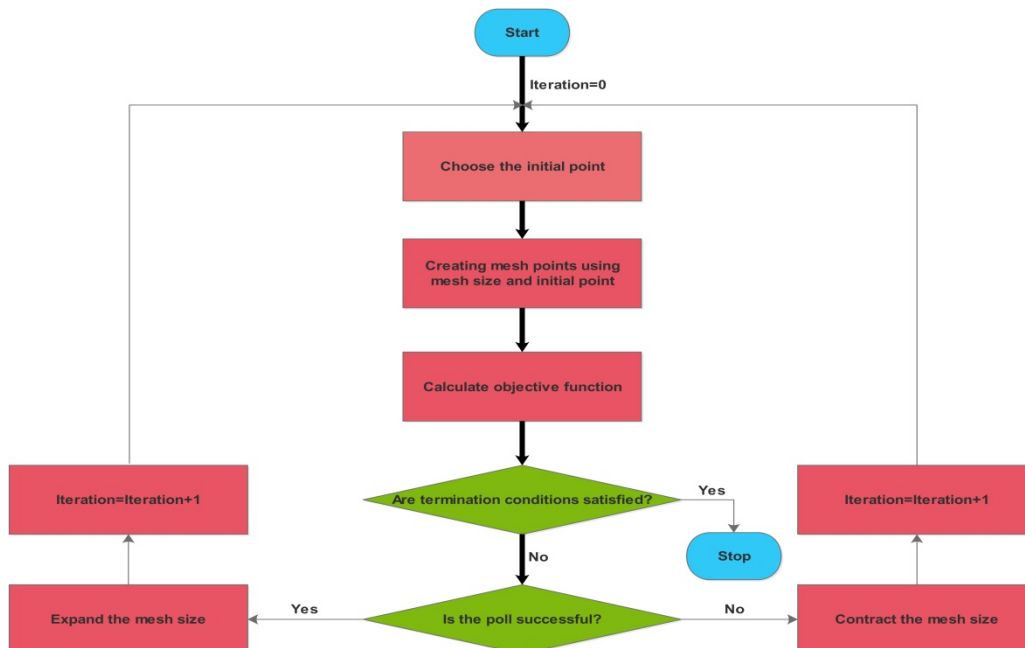 Start
Iteration=0
Choose the initial point
Creating mesh points using
mesh size and initial point
Calculate objective function
Iteration=Iteration+1
Are termination conditions satisfied?
Yes
Iteration=Iteration+1
Stop
No
Expand the mesh size
Yes
Is the poll successful?
No
Contract the mesh size